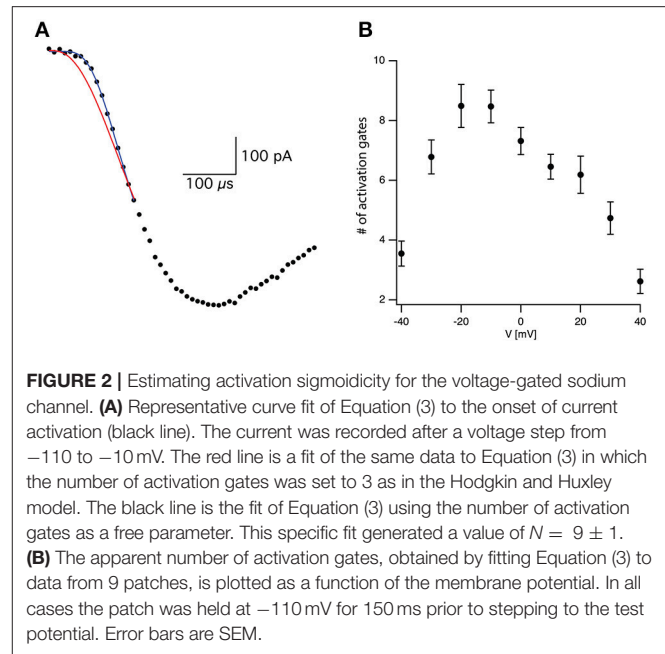 A
100 pA
100 µs
B
10
8
6
4
2
# of activation gates
-40
-20
0
20
40
V [mV]
FIGURE 2 | Estimating activation sigmoidicity for the voltage-gated sodium
channel. (A) Representative curve fit of Equation (3) to the onset of current
activation (black line). The current was recorded after a voltage step from
−110 to −10 mV. The red line is a fit of the same data to Equation (3) in which
the number of activation gates was set to 3 as in the Hodgkin and Huxley
model. The black line is the fit of Equation (3) using the number of activation
gates as a free parameter. This specific fit generated a value of N = 9 ± 1.
(B) The apparent number of activation gates, obtained by fitting Equation (3) to
data from 9 patches, is plotted as a function of the membrane potential. In all
cases the patch was held at −110 mV for 150 ms prior to stepping to the test
potential. Error bars are SEM.